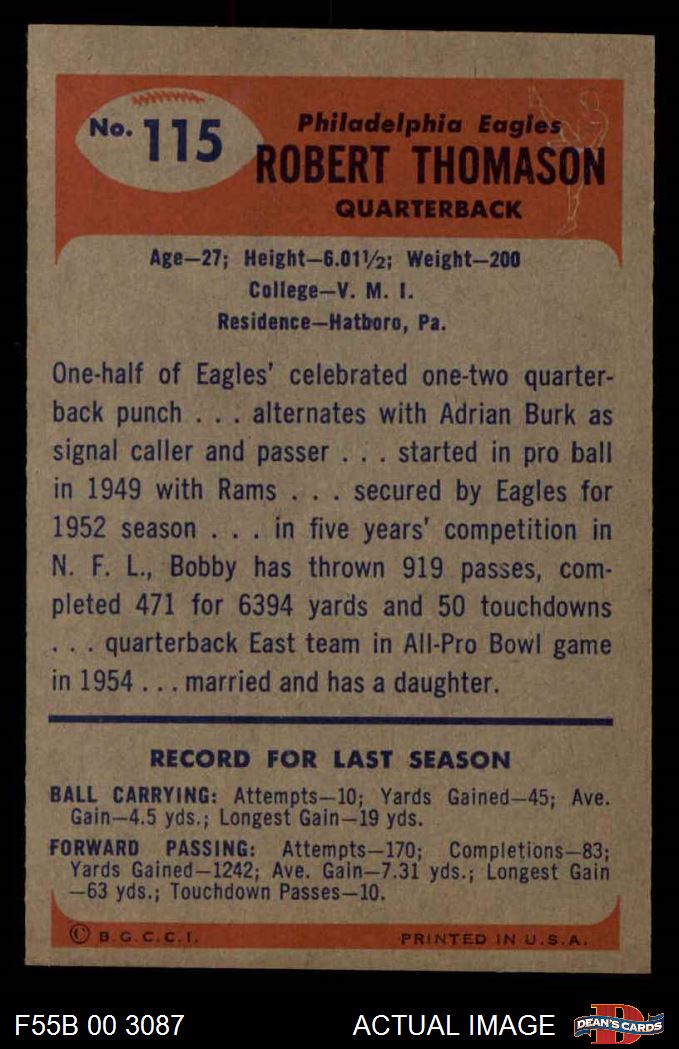 No. 115
Philadelphia Eagles
ROBERT THOMASON
QUARTERBACK
Age—27; Height—6.01½; Weight—200
College—V. M. I.
Residence—Hatboro, Pa.
One-half of Eagles' celebrated one-two quarter-
back punch . . . alternates with Adrian Burk as
signal caller and passer . . . started in pro ball
in 1949 with Rams . . . secured by Eagles for
1952 season . . . in five years' competition in
N. F. L., Bobby has thrown 919 passes, com-
pleted 471 for 6394 yards and 50 touchdowns
. . . quarterback East team in All-Pro Bowl game
in 1954 . . . married and has a daughter.
RECORD FOR LAST SEASON
BALL CARRYING: Attempts—10; Yards Gained—45; Ave.
Gain—4.5 yds.; Longest Gain—19 yds.
FORWARD PASSING: Attempts—170; Completions—83;
Yards Gained—1242; Ave. Gain—7.31 yds.; Longest Gain
—63 yds.; Touchdown Passes—10.
© B.G.C.C.I. PRINTED IN U.S.A.
F55B 00 3087 ACTUAL IMAGE D DEAN'S CARDS